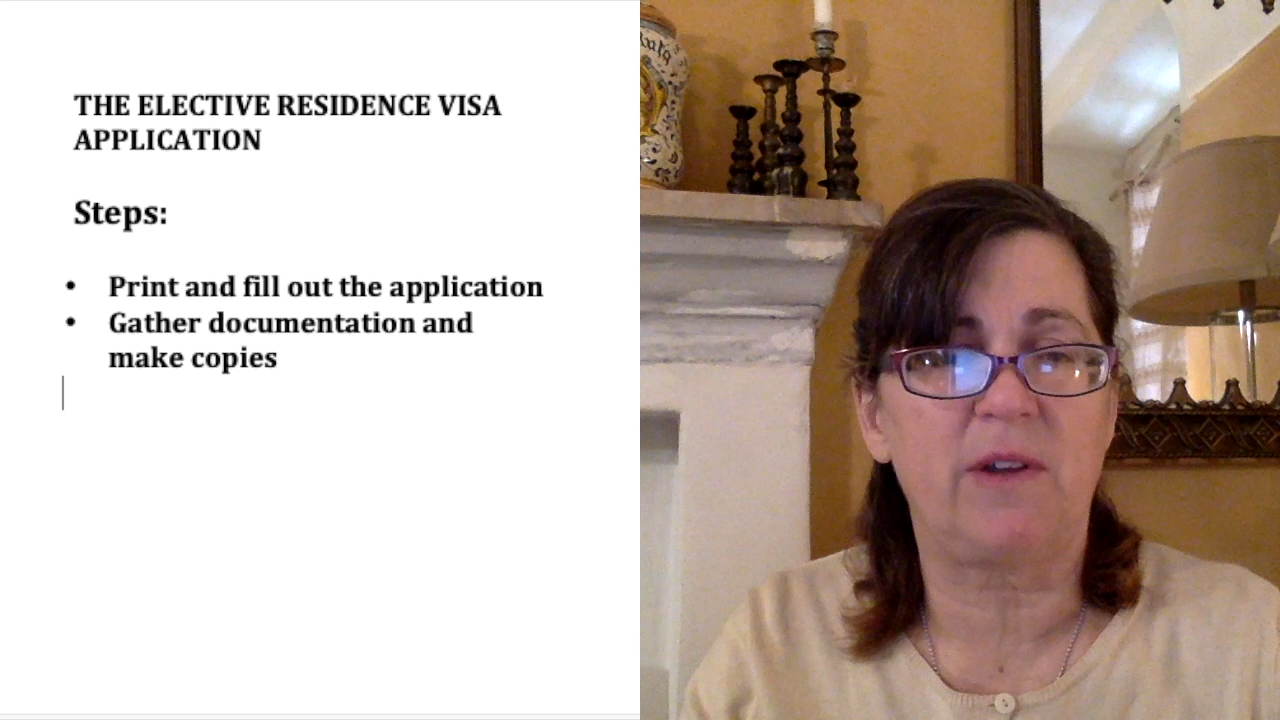 THE ELECTIVE RESIDENCE VISA
APPLICATION
Steps:
• Print and fill out the application
• Gather documentation and
make copies